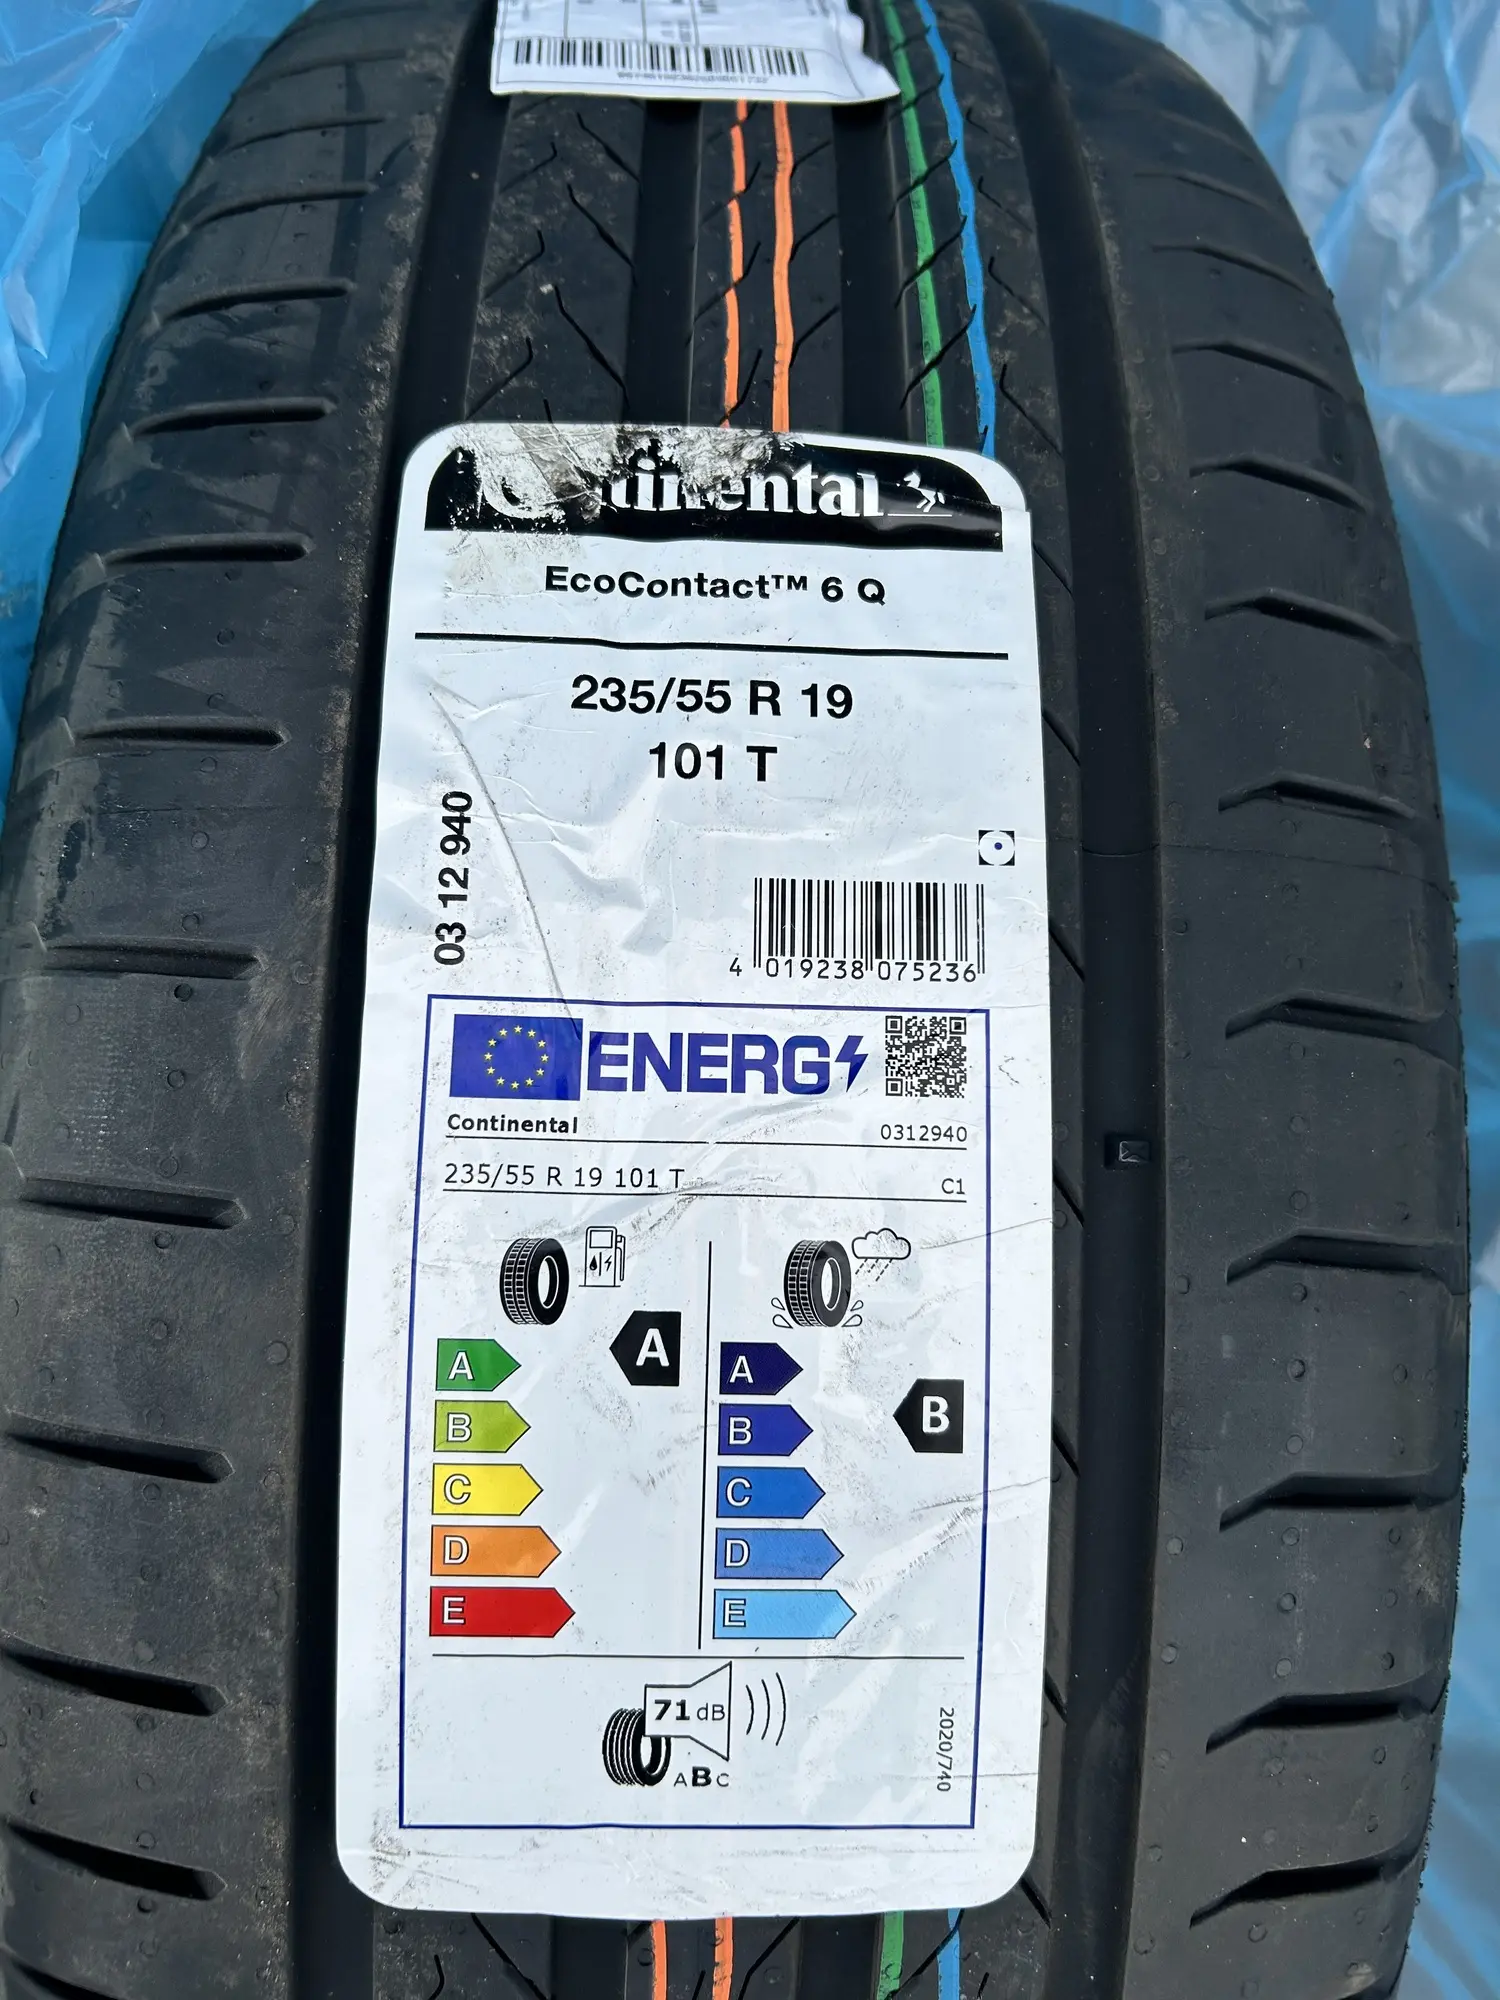 Continental
EcoContact™ 6 Q
235/55 R 19
101 T
03 12 940
4 019238 075236
ENERG
Continental
0312940
235/55 R 19 101 T
C1
A
A
B
C
D
E
A
B
B
C
D
E
71 dB
ABC
2020/740